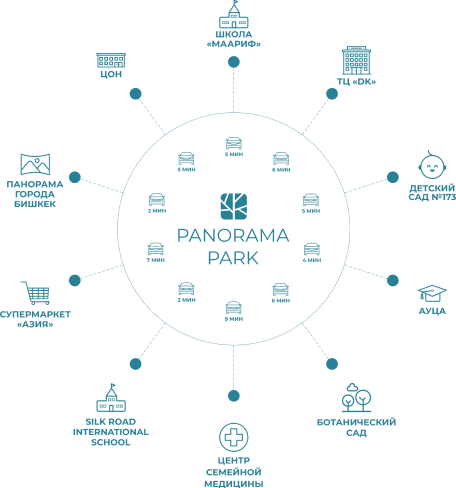 ШКОЛА
«МААРИФ»
ЦОН
ТЦ «DK»
5 МИН
5 МИН
6 МИН
ПАНОРАМА
ГОРОДА
БИШКЕК
ДЕТСКИЙ
САД №173
2 МИН
5 МИН
PANORAMA
PARK
7 МИН
4 МИН
2 МИН
6 МИН
9 МИН
СУПЕРМАРКЕТ
«АЗИЯ»
АУЦА
SILK ROAD
INTERNATIONAL
SCHOOL
БОТАНИЧЕСКИЙ
САД
ЦЕНТР
СЕМЕЙНОЙ
МЕДИЦИНЫ